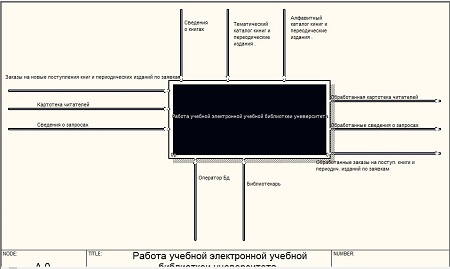 Сведения
о книгах
Тематический
каталог книг и
периодические
издания .
Алфавитный
каталог книг и
периодические
издания .
Заказы на новые поступления книг и периодических изданий по заявкам
Картотека читателей
Сведения о запросах
Работа учебной электронной учебной библиотеки университета
Обработанная картотека читателей
Обработанные сведения о запросах
Обработанные заказы на поступ. книги и
периодич. изданий по заявкам
Оператор Бд
Библиотекарь
NODE:
TITLE:
Работа учебной электронной учебной
библиотеки университета
NUMBER:
A-0